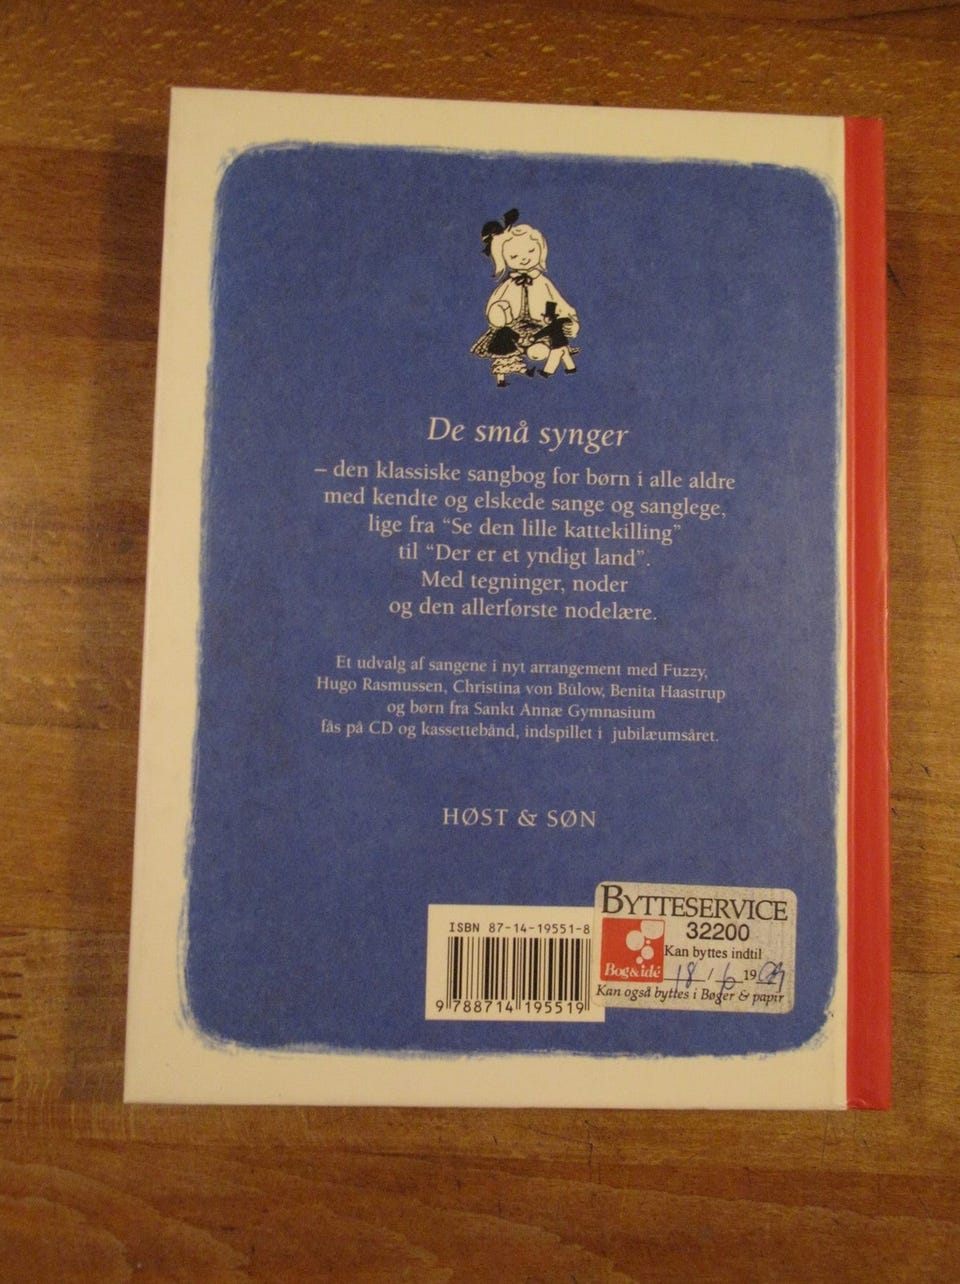 De små synger
– den klassiske sangbog for børn i alle aldre
med kendte og elskede sange og sanglege,
lige fra “Se den lille kattekilling”
til “Der er et yndigt land”.
Med tegninger, noder
og den allerførste nodelære.
Et udvalg af sangene i nyt arrangement med Fuzzy,
Hugo Rasmussen, Christina von Bülow, Benita Haastrup
og børn fra Sankt Annæ Gymnasium
fås på CD og kassettebånd, indspillet i jubilæumsåret.
HØST & SØN
ISBN 87-14-19551-8
9 788714 195519
BYTTESERVICE
32200
Kan byttes indtil
Bog&idé
18 / 6 19
Kan også byttes i Bøger & papir